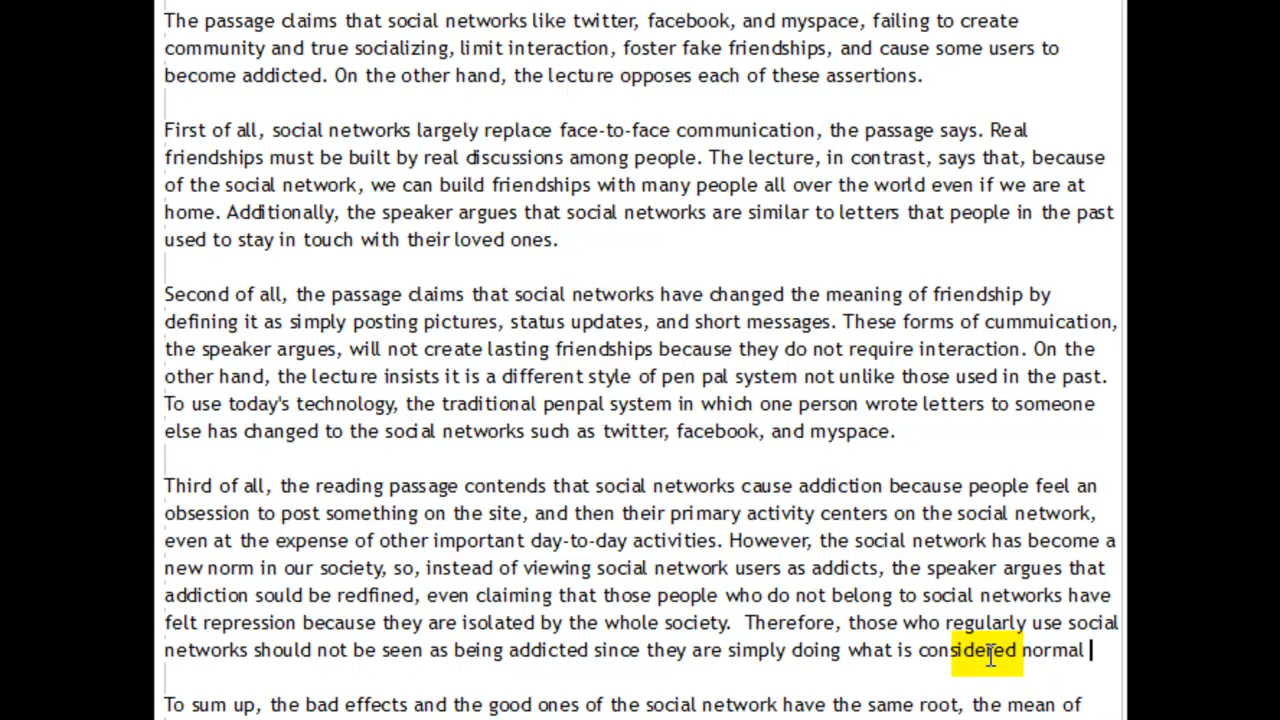 The passage claims that social networks like twitter, facebook, and myspace, failing to create
community and true socializing, limit interaction, foster fake friendships, and cause some users to
become addicted. On the other hand, the lecture opposes each of these assertions.
First of all, social networks largely replace face-to-face communication, the passage says. Real
friendships must be built by real discussions among people. The lecture, in contrast, says that, because
of the social network, we can build friendships with many people all over the world even if we are at
home. Additionally, the speaker argues that social networks are similar to letters that people in the past
used to stay in touch with their loved ones.
Second of all, the passage claims that social networks have changed the meaning of friendship by
defining it as simply posting pictures, status updates, and short messages. These forms of cummuication,
the speaker argues, will not create lasting friendships because they do not require interaction. On the
other hand, the lecture insists it is a different style of pen pal system not unlike those used in the past.
To use today's technology, the traditional penpal system in which one person wrote letters to someone
else has changed to the social networks such as twitter, facebook, and myspace.
Third of all, the reading passage contends that social networks cause addiction because people feel an
obsession to post something on the site, and then their primary activity centers on the social network,
even at the expense of other important day-to-day activities. However, the social network has become a
new norm in our society, so, instead of viewing social network users as addicts, the speaker argues that
addiction sould be redfined, even claiming that those people who do not belong to social networks have
felt repression because they are isolated by the whole society.  Therefore, those who regularly use social
networks should not be seen as being addicted since they are simply doing what is considered normal
To sum up, the bad effects and the good ones of the social network have the same root, the mean of